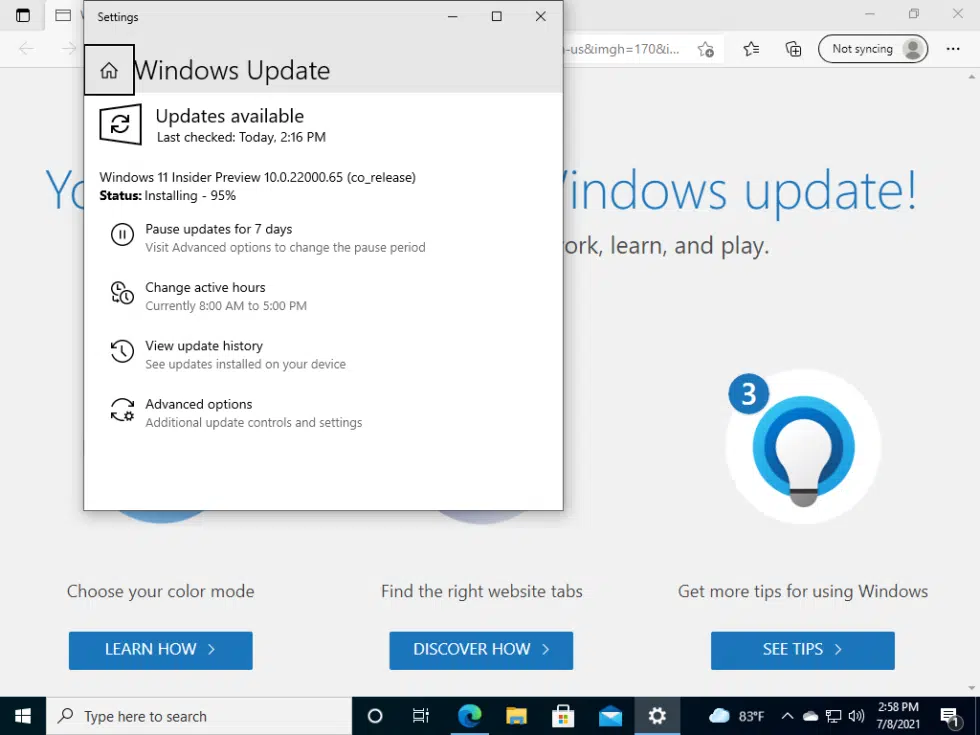 Settings
Windows Update
-us&imgh=170&i...
Not syncing
Updates available
Last checked: Today, 2:16 PM
Windows 11 Insider Preview 10.0.22000.65 (co_release)
Status: Installing - 95%
Yo
indows update!
ork, learn, and play.
Pause updates for 7 days
Visit Advanced options to change the pause period
Change active hours
Currently 8:00 AM to 5:00 PM
View update history
See updates installed on your device
Advanced options
Additional update controls and settings
3
Choose your color mode
Find the right website tabs
Get more tips for using Windows
LEARN HOW >
DISCOVER HOW >
SEE TIPS >
Type here to search
83°F
2:58 PM
7/8/2021
1